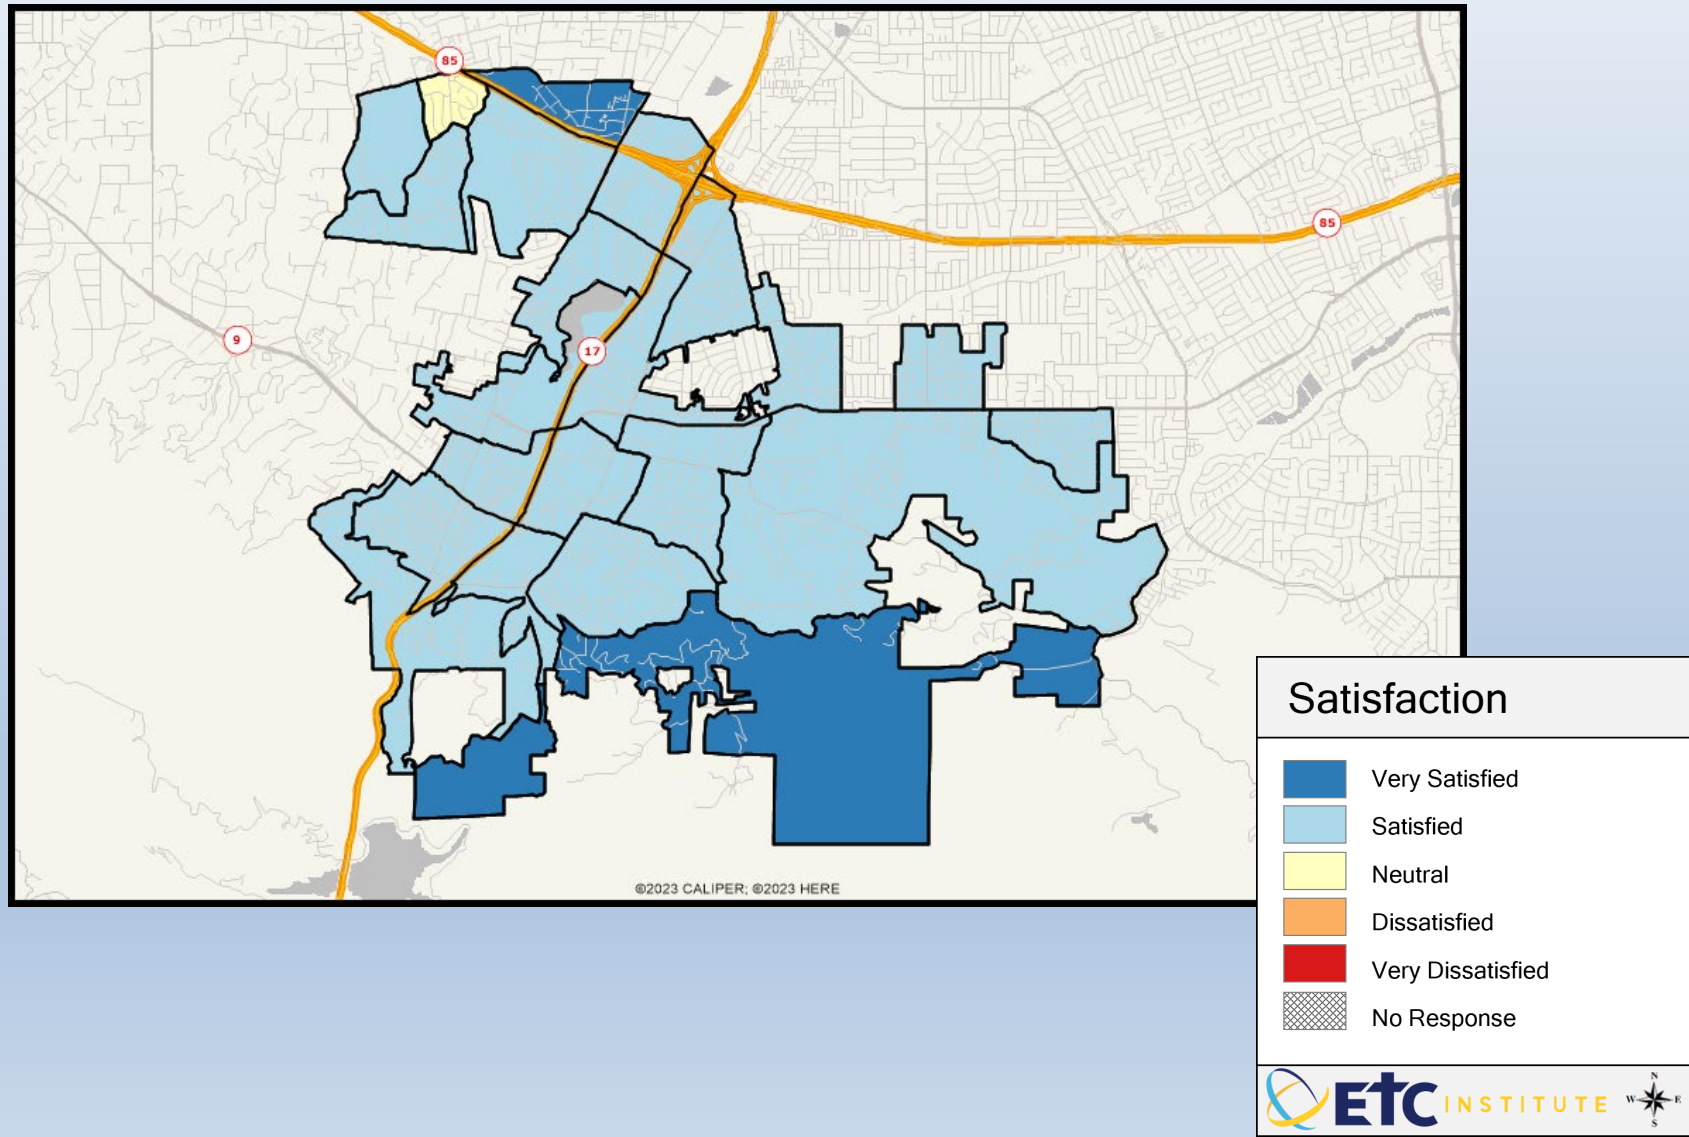 85
85
9
17
©2023 CALIPER; ©2023 HERE
Satisfaction
Very Satisfied
Satisfied
Neutral
Dissatisfied
Very Dissatisfied
No Response
ETC INSTITUTE
N
W E
S